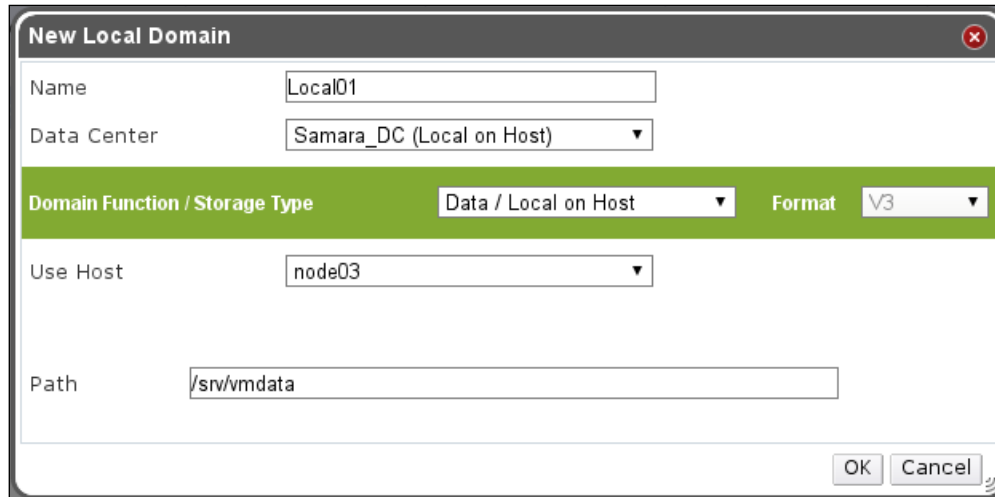 New Local Domain
Name Local01
Data Center Samara_DC (Local on Host)
Domain Function / Storage Type Data / Local on Host Format V3
Use Host node03
Path /srv/vmdata
OK Cancel